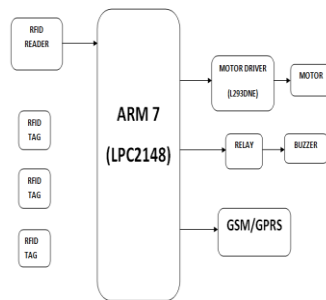 RFID
READER
RFID
TAG
RFID
TAG
RFID
TAG
ARM 7
(LPC2148)
MOTOR DRIVER
(L293DNE)
MOTOR
RELAY
BUZZER
GSM/GPRS